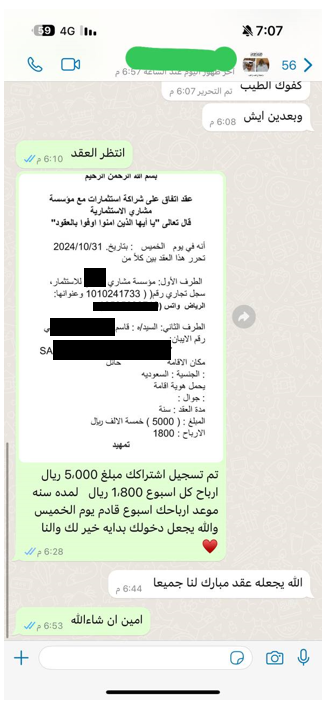 59 4G 7:07
56
آخر ظهور اليوم عند الساعة 6:57 م
كفوك الطيب تم التحرير 6:07 م
وبعدين ايش 6:08 م
انتظر العقد 6:10 م
بسم الله الرحمن الرحيم
عقد اتفاق على شراكة استثمارات مع مؤسسة
مشاري الاستثمارية
قال تعالى "يا أيها الذين امنوا اوفوا بالعقود"
أنه في يوم الخميس : بتاريخ. 2024/10/31
تحرر هذا العقد بين كلاً من
الطرف الأول: مؤسسة مشاري للاستثمار،
سجل تجاري رقم( ( 1010241733 وعنوانها:
الرياض واتس (
الطرف الثاني: السيد/ه : قاسم
رقم الايبان: SA
مكان الاقامة حائل
: الجنسية : السعوديه
يحمل هوية اقامة
: جوال :
مدة العقد : سنة
المبلغ : ( 5000 ) خمسة الالف ريال
الارباح : 1800
تمهيد
تم تسجيل اشتراكك مبلغ 5،000 ريال
ارباح كل اسبوع 1،800 ريال لمده سنه
موعد ارباحك اسبوع قادم يوم الخميس
والله يجعل دخولك بدايه خير لك والنا
♥️ 6:28 م
الله يجعله عقد مبارك لنا جميعا 6:44 م
امين ان شاءالله 6:53 م